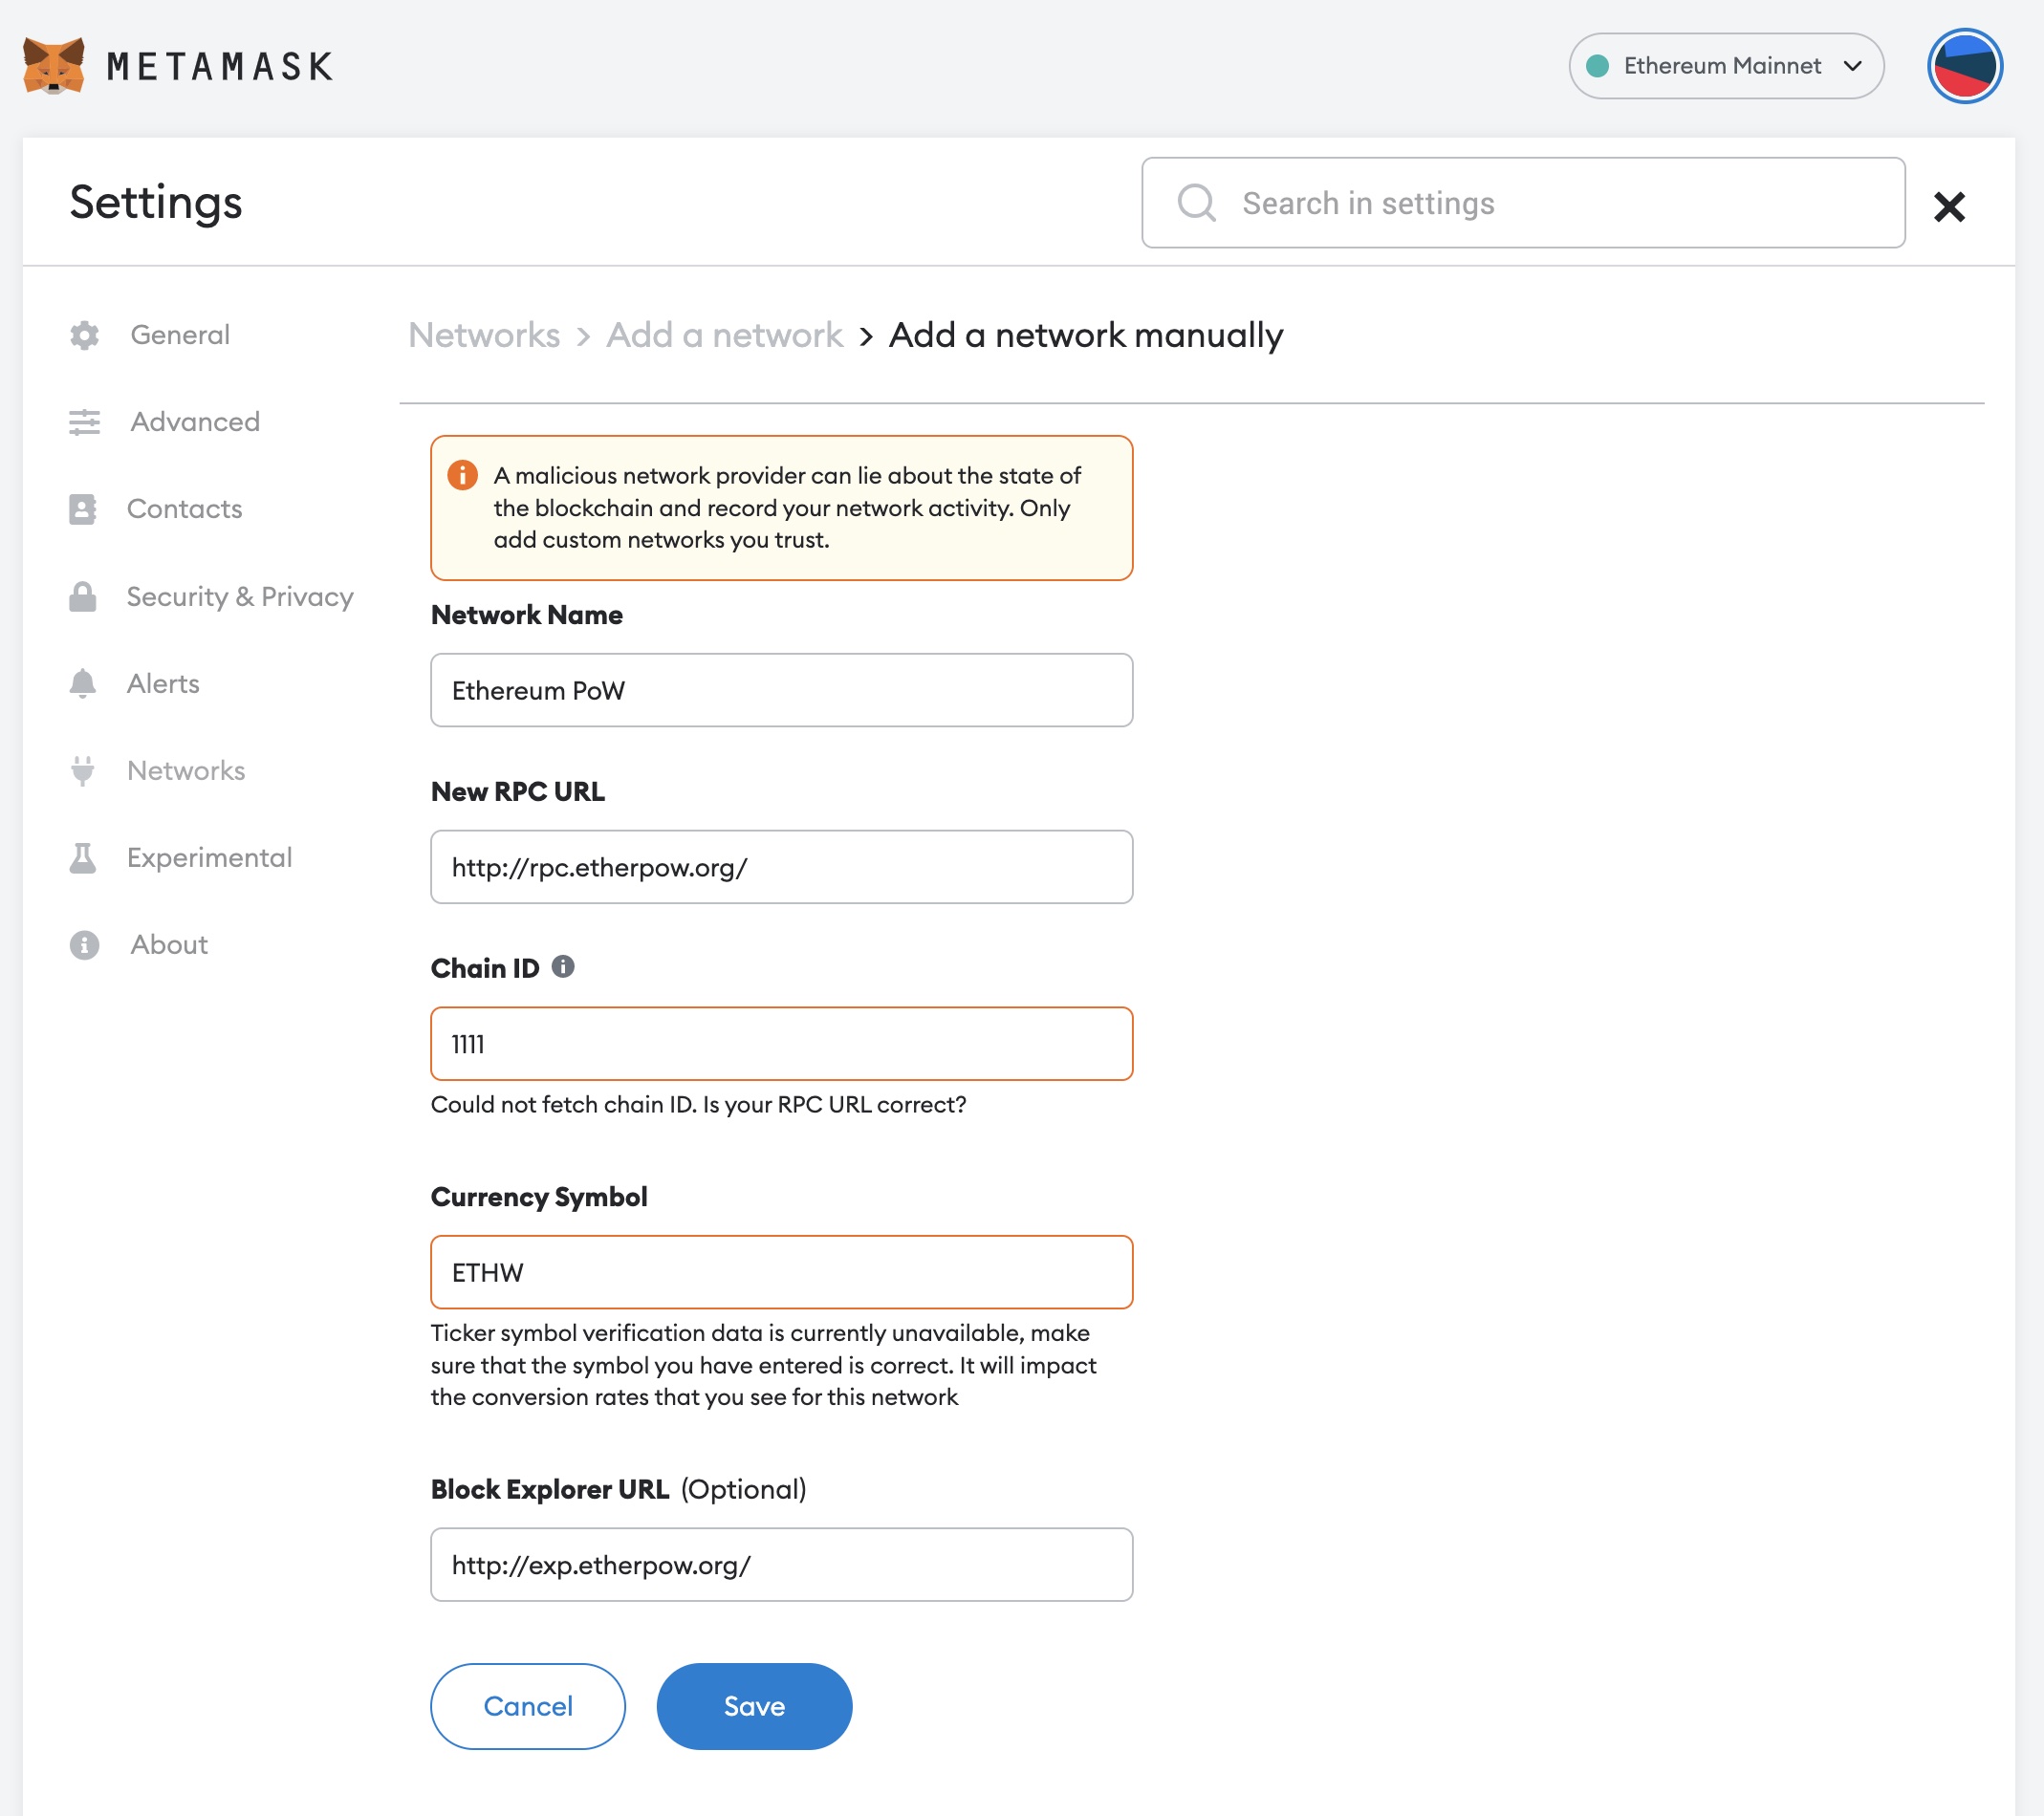 METAMASK
Ethereum Mainnet
Settings
Search in settings
General
Advanced
Contacts
Security & Privacy
Alerts
Networks
Experimental
About
Networks > Add a network > Add a network manually
A malicious network provider can lie about the state of
the blockchain and record your network activity. Only
add custom networks you trust.
Network Name
Ethereum PoW
New RPC URL
http://rpc.etherpow.org/
Chain ID
1111
Could not fetch chain ID. Is your RPC URL correct?
Currency Symbol
ETHW
Ticker symbol verification data is currently unavailable, make
sure that the symbol you have entered is correct. It will impact
the conversion rates that you see for this network
Block Explorer URL (Optional)
http://exp.etherpow.org/
Cancel
Save